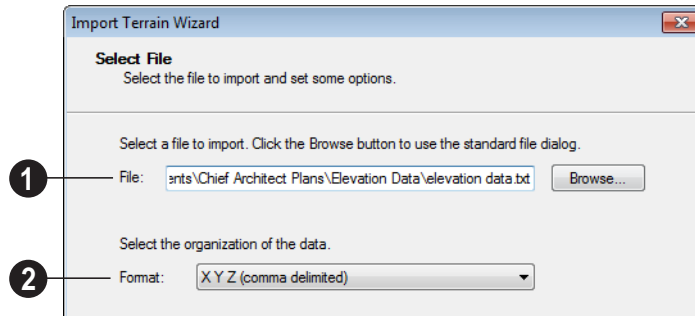 Import Terrain Wizard
Select File
Select the file to import and set some options.
Select a file to import. Click the Browse button to use the standard file dialog.
1 File: ents\Chief Architect Plans\Elevation Data\elevation data.txt Browse...
Select the organization of the data.
2 Format: X Y Z (comma delimited)